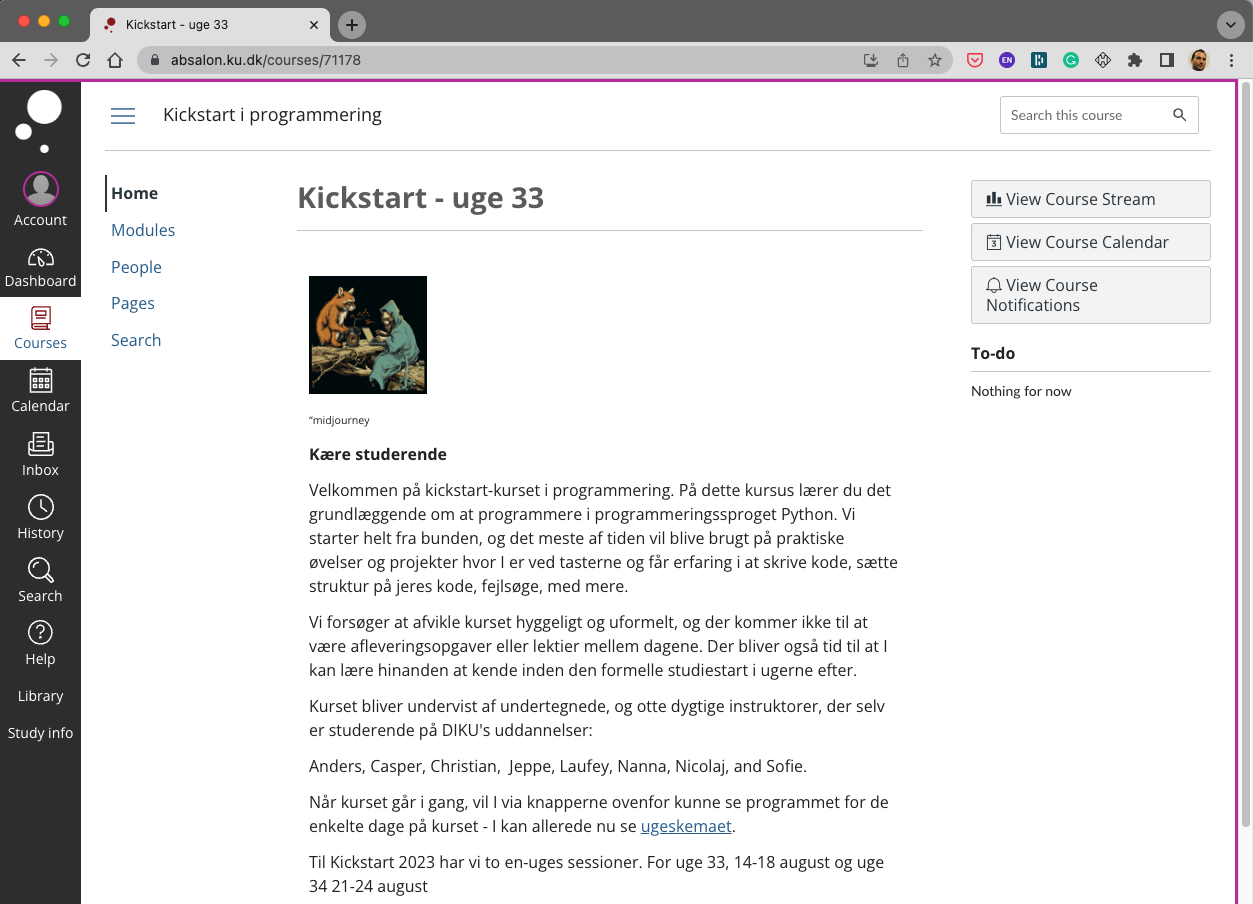 Kickstart - uge 33
absalon.ku.dk/courses/71178
EN
Account
Dashboard
Courses
Calendar
Inbox
History
Search
Help
Library
Study info
Kickstart i programmering
Search this course
Home
Modules
People
Pages
Search
Kickstart - uge 33
“midjourney
Kære studerende
Velkommen på kickstart-kurset i programmering. På dette kursus lærer du det
grundlæggende om at programmere i programmeringssproget Python. Vi
starter helt fra bunden, og det meste af tiden vil blive brugt på praktiske
øvelser og projekter hvor I er ved tasterne og får erfaring i at skrive kode, sætte
struktur på jeres kode, fejlsøge, med mere.
Vi forsøger at afvikle kurset hyggeligt og uformelt, og der kommer ikke til at
være afleveringsopgaver eller lektier mellem dagene. Der bliver også tid til at I
kan lære hinanden at kende inden den formelle studiestart i ugerne efter.
Kurset bliver undervist af undertegnede, og otte dygtige instruktorer, der selv
er studerende på DIKU's uddannelser:
Anders, Casper, Christian,  Jeppe, Laufey, Nanna, Nicolaj, and Sofie.
Når kurset går i gang, vil I via knapperne ovenfor kunne se programmet for de
enkelte dage på kurset - I kan allerede nu se ugeskemaet.
Til Kickstart 2023 har vi to en-uges sessioner. For uge 33, 14-18 august og uge
34 21-24 august
View Course Stream
3 View Course Calendar
View Course
Notifications
To-do
Nothing for now